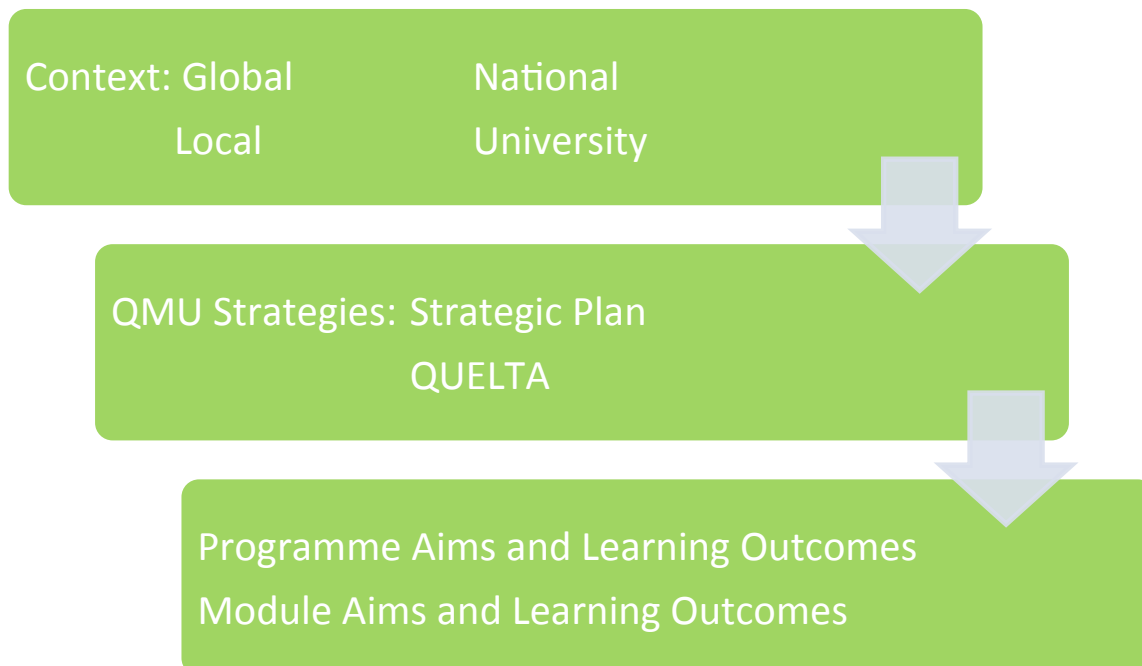 Context: Global National
Local University
QMU Strategies: Strategic Plan
QUELTA
Programme Aims and Learning Outcomes
Module Aims and Learning Outcomes